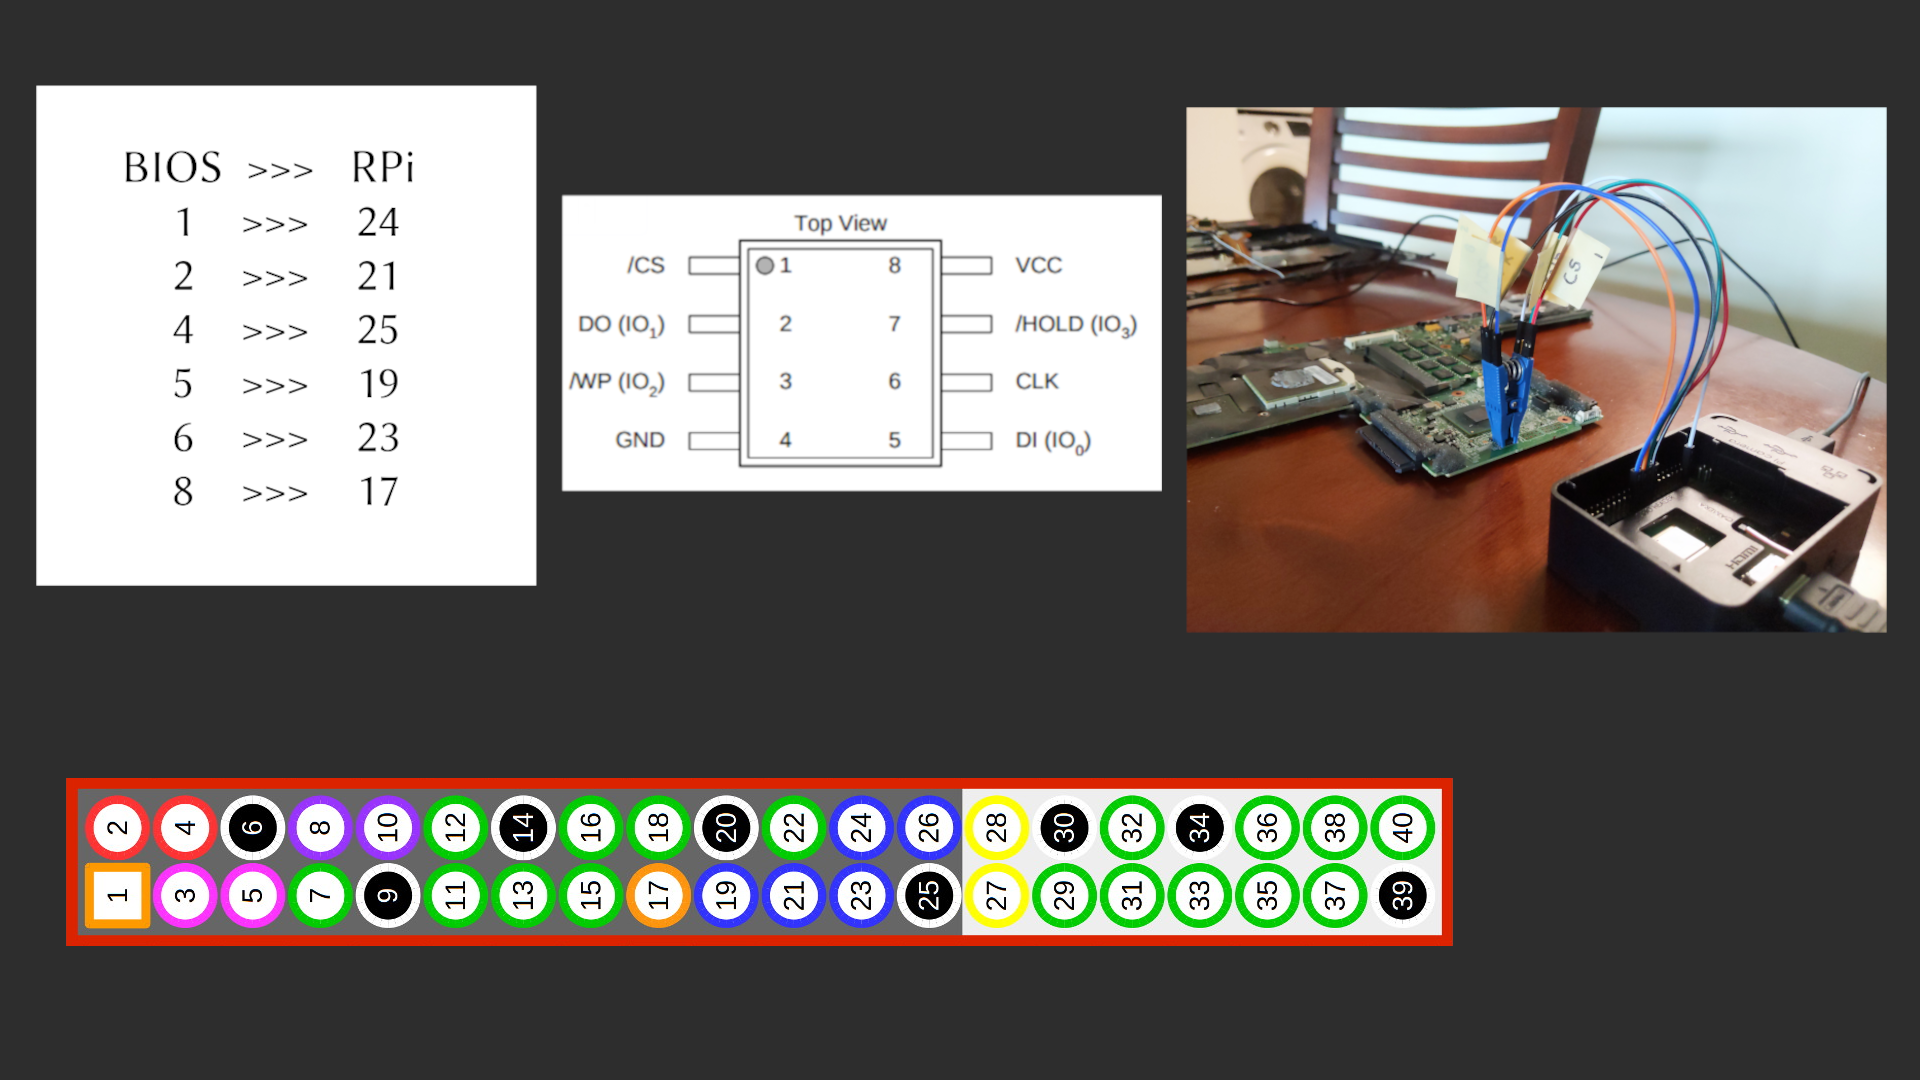 BIOS >>> RPi
1 >>> 24
2 >>> 21
4 >>> 25
5 >>> 19
6 >>> 23
8 >>> 17
Top View
/CS 1 8 VCC
DO (IO1) 2 7 /HOLD (IO3)
/WP (IO2) 3 6 CLK
GND 4 5 DI (IO0)
CS
2 4 6 8 10 12 14 16 18 20 22 24 26 28 30 32 34 36 38 40
1 3 5 7 9 11 13 15 17 19 21 23 25 27 29 31 33 35 37 39